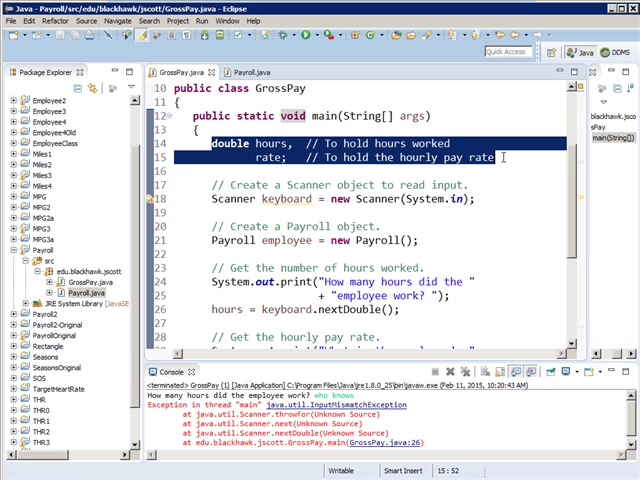 Java - Payroll/src/edu/blackhawk/jscott/GrossPay.java - Eclipse
File Edit Refactor Source Navigate Search Project Run Window Help
Quick Access
Java
DDMS
Package Explorer
Employee2
Employee3
Employee4
Employee4Old
EmployeeClass
Miles1
Miles2
Miles3
Miles4
MPG
MPG2
MPG3
MPG3a
Payroll
src
edu.blackhawk.jscott
GrossPay.java
Payroll.java
JRE System Library [JavaSE
Payroll2
Payroll2-Original
PayrollOriginal
Rectangle
Seasons
SeasonsOriginal
SOS
TargetHeartRate
THR
THR0
THR1
THR2
THR3
GrossPay.java
Payroll.java
10 public class GrossPay
11 {
12 public static void main(String[] args)
13 {
14 double hours, // To hold hours worked
15 rate; // To hold the hourly pay rate
16
17 // Create a Scanner object to read input.
18 Scanner keyboard = new Scanner(System.in);
19
20 // Create a Payroll object.
21 Payroll employee = new Payroll();
22
23 // Get the number of hours worked.
24 System.out.print("How many hours did the "
25 + "employee work? ");
26 hours = keyboard.nextDouble();
27
28 // Get the hourly pay rate.
blackhawk.jsco
sPay
main(String[])
Console
<terminated> GrossPay (1) [Java Application] C:\Program Files\Java\jre1.8.0_25\bin\javaw.exe (Feb 11, 2015, 10:20:43 AM)
How many hours did the employee work? who knows
Exception in thread "main" java.util.InputMismatchException
at java.util.Scanner.throwFor(Unknown Source)
at java.util.Scanner.next(Unknown Source)
at java.util.Scanner.nextDouble(Unknown Source)
at edu.blackhawk.jscott.GrossPay.main(GrossPay.java:26)
Writable
Smart Insert
15 : 52